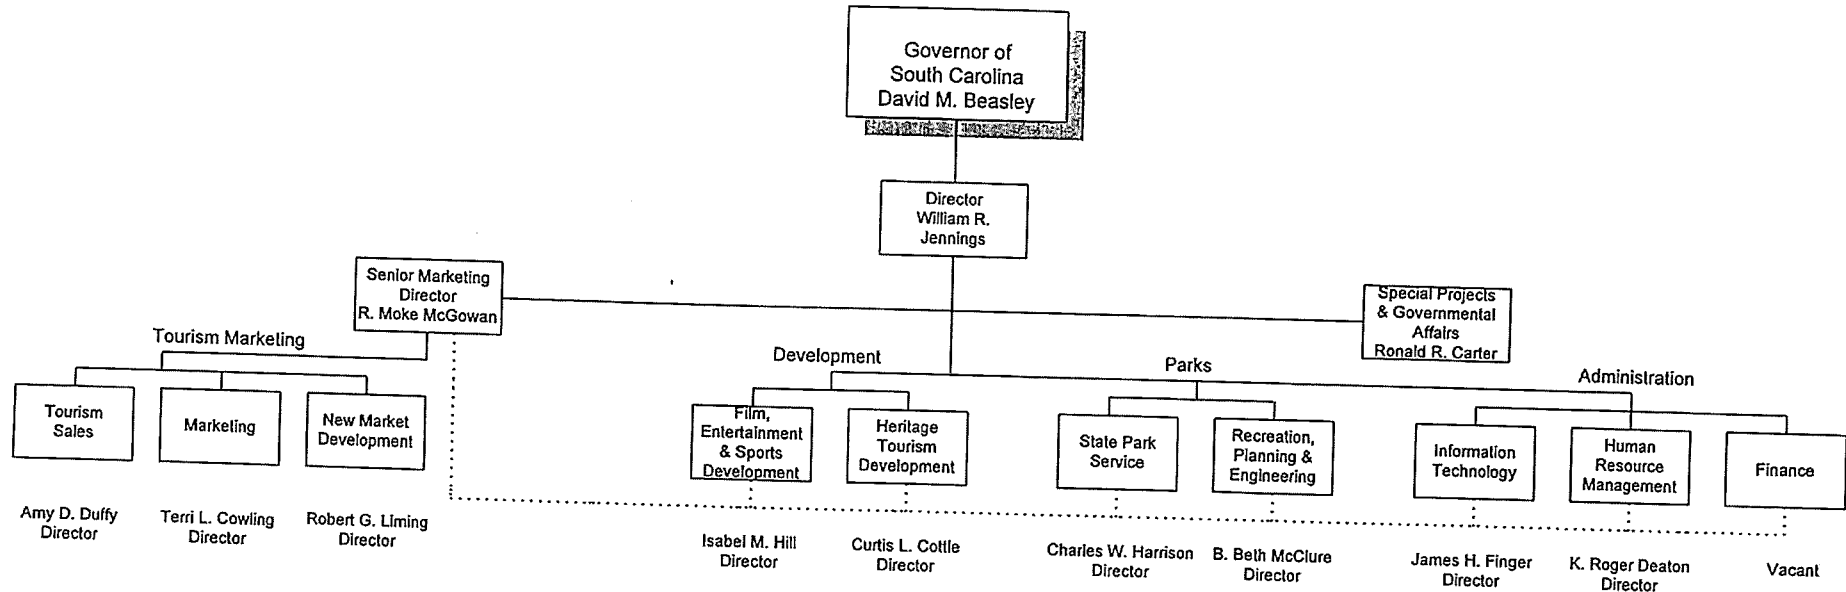 Governor of
South Carolina
David M. Beasley
Director
William R.
Jennings
Senior Marketing
Director
R. Moke McGowan
Special Projects
& Governmental
Affairs
Ronald R. Carter
Tourism Marketing
Development
Parks
Administration
Tourism
Sales
Marketing
New Market
Development
Film,
Entertainment
& Sports
Development
Heritage
Tourism
Development
State Park
Service
Recreation,
Planning &
Engineering
Information
Technology
Human
Resource
Management
Finance
Amy D. Duffy
Director
Terri L. Cowling
Director
Robert G. Liming
Director
Isabel M. Hill
Director
Curtis L. Cottle
Director
Charles W. Harrison
Director
B. Beth McClure
Director
James H. Finger
Director
K. Roger Deaton
Director
Vacant